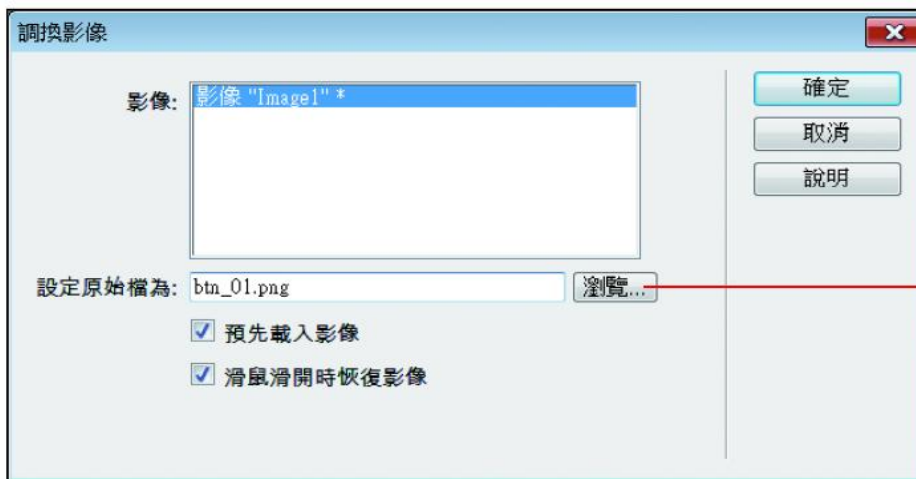 調換影像
影像:
影像 "Image1" *
確定
取消
說明
設定原始檔為:
btn_01.png
瀏覽...
預先載入影像
滑鼠滑開時恢復影像